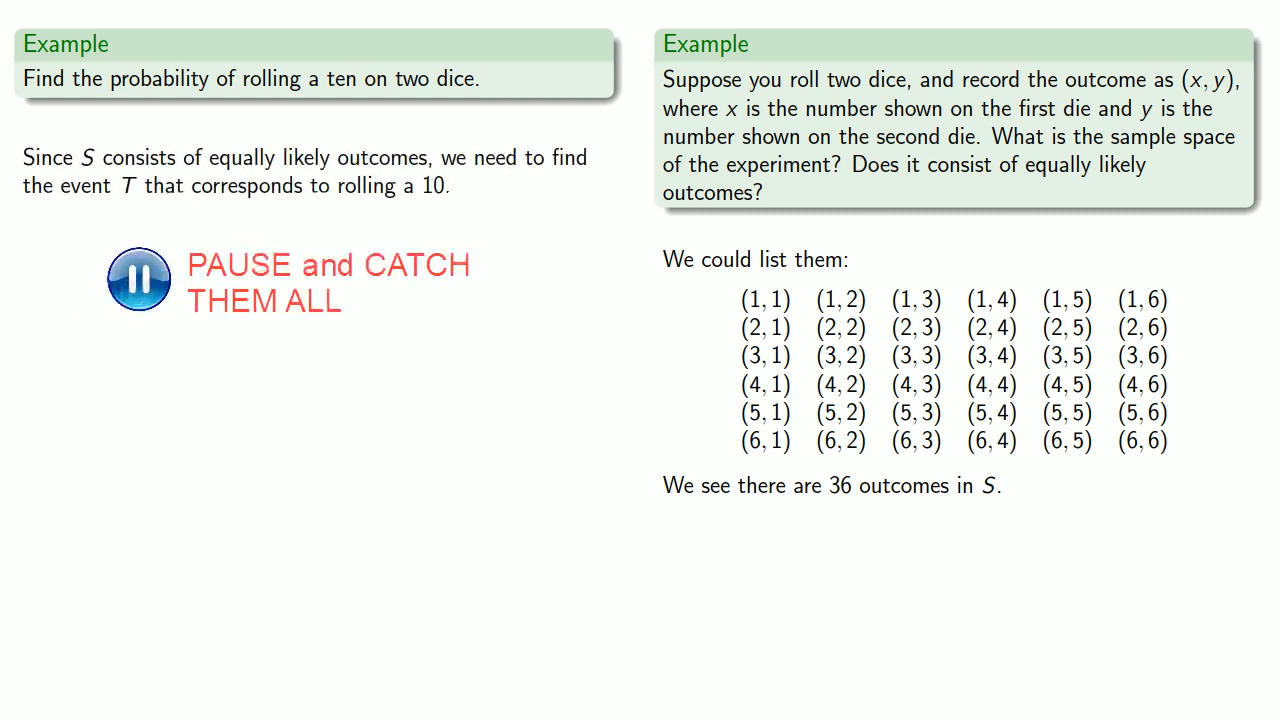 Example
Find the probability of rolling a ten on two dice.
Since S consists of equally likely outcomes, we need to find
the event T that corresponds to rolling a 10.
PAUSE and CATCH
THEM ALL
Example
Suppose you roll two dice, and record the outcome as (x, y),
where x is the number shown on the first die and y is the
number shown on the second die. What is the sample space
of the experiment? Does it consist of equally likely
outcomes?
We could list them:
(1, 1) (1, 2) (1, 3) (1, 4) (1, 5) (1, 6)
(2, 1) (2, 2) (2, 3) (2, 4) (2, 5) (2, 6)
(3, 1) (3, 2) (3, 3) (3, 4) (3, 5) (3, 6)
(4, 1) (4, 2) (4, 3) (4, 4) (4, 5) (4, 6)
(5, 1) (5, 2) (5, 3) (5, 4) (5, 5) (5, 6)
(6, 1) (6, 2) (6, 3) (6, 4) (6, 5) (6, 6)
We see there are 36 outcomes in S.